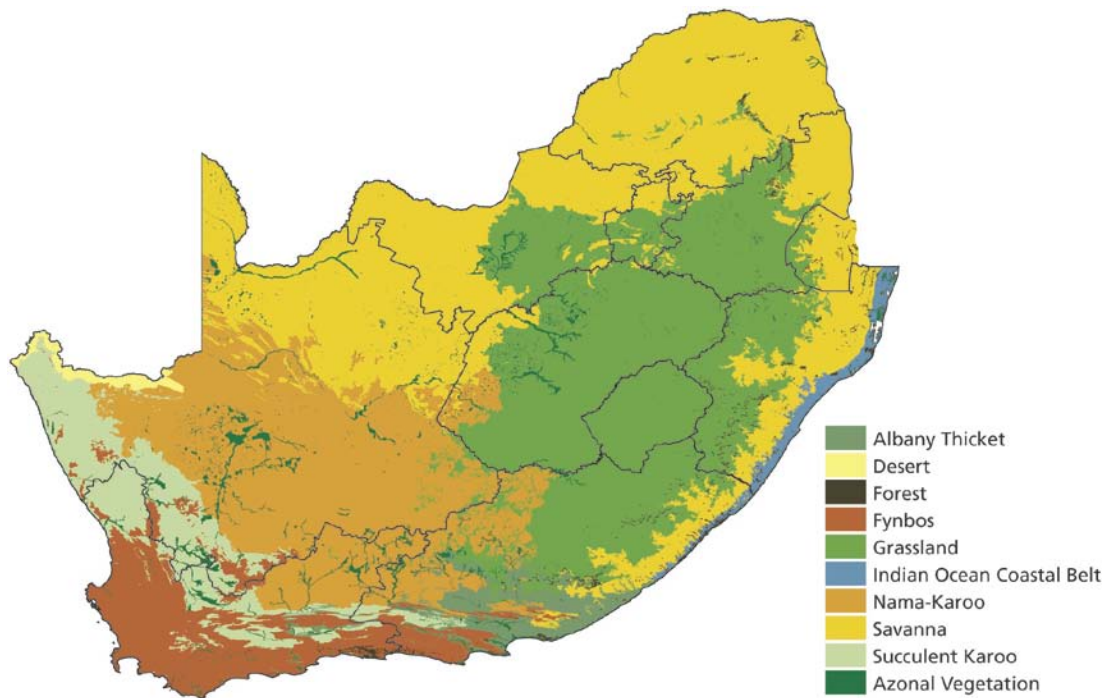 Albany Thicket
Desert
Forest
Fynbos
Grassland
Indian Ocean Coastal Belt
Nama-Karoo
Savanna
Succulent Karoo
Azonal Vegetation